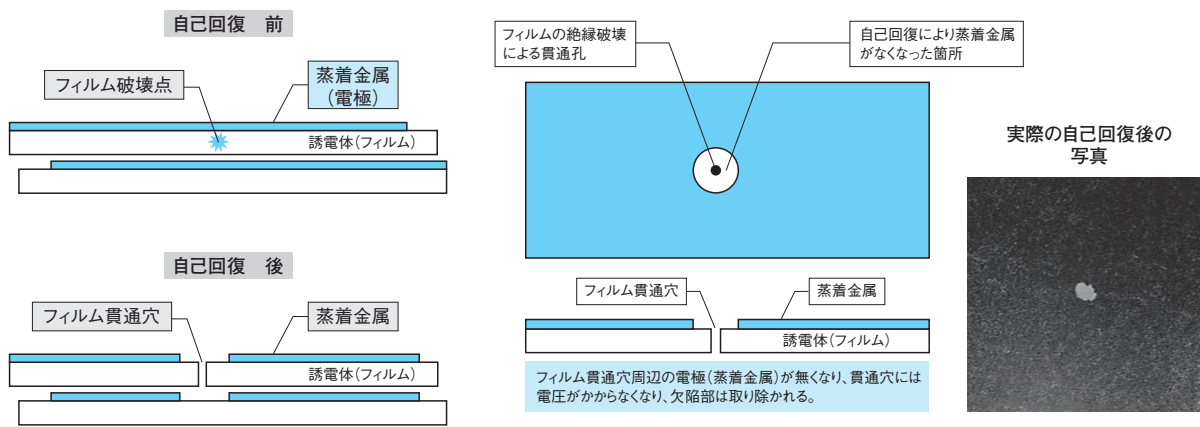 自己回復　前
フィルム破壊点
蒸着金属
(電極)
誘電体(フィルム)
自己回復　後
フィルム貫通穴
蒸着金属
誘電体(フィルム)
フィルムの絶縁破壊
による貫通孔
自己回復により蒸着金属
がなくなった箇所
フィルム貫通穴
蒸着金属
誘電体(フィルム)
フィルム貫通穴周辺の電極(蒸着金属)が無くなり、貫通穴には
電圧がかからなくなり、欠陥部は取り除かれる。
実際の自己回復後の
写真